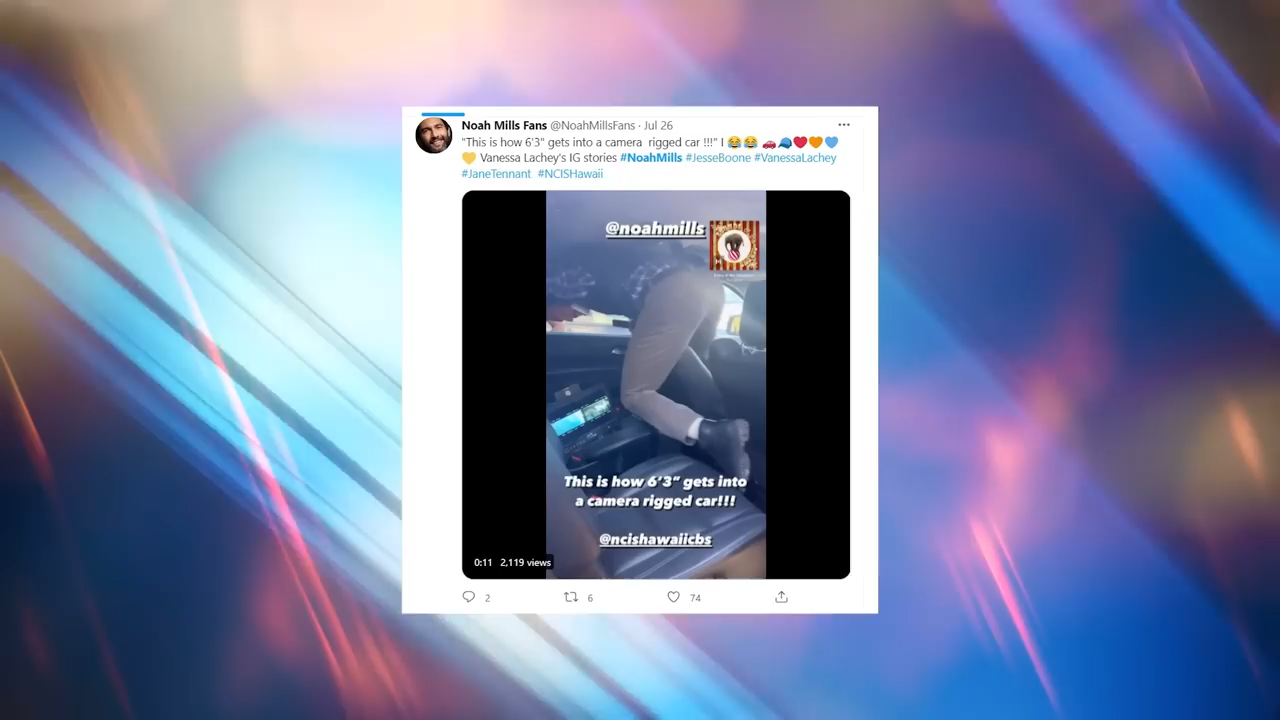 Noah Mills Fans @NoahMillsFans · Jul 26
"This is how 6'3" gets into a camera rigged car !!!" I 😂😂 🚗🧢❤️🧡💙
💛 Vanessa Lachey's IG stories #NoahMills #JesseBoone #VanessaLachey
#JaneTennant #NCISHawaii
@noahmills
This is how 6'3" gets into
a camera rigged car!!!
@ncishawaiicbs
0:11 2,119 views
2 6 74